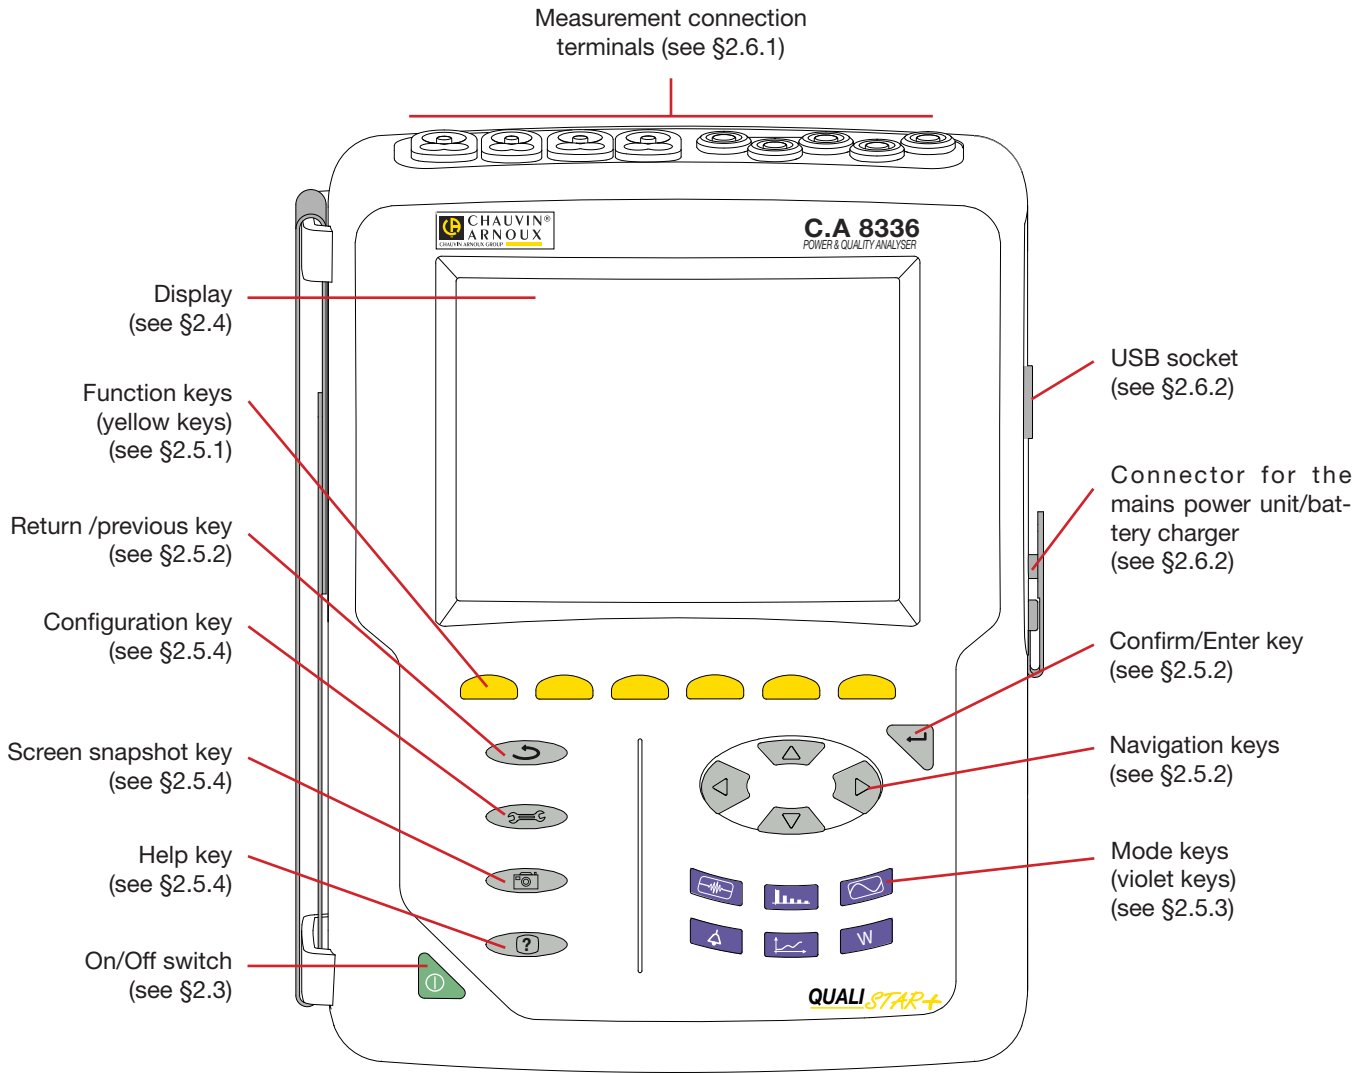 Measurement connection
terminals (see §2.6.1)
CHAUVIN®
ARNOUX
CHAUVIN ARNOUX GROUP
C.A 8336
POWER & QUALITY ANALYSER
Display
(see §2.4)
Function keys
(yellow keys)
(see §2.5.1)
Return /previous key
(see §2.5.2)
Configuration key
(see §2.5.4)
Screen snapshot key
(see §2.5.4)
Help key
(see §2.5.4)
On/Off switch
(see §2.3)
USB socket
(see §2.6.2)
Connector for the
mains power unit/bat-
tery charger
(see §2.6.2)
Confirm/Enter key
(see §2.5.2)
Navigation keys
(see §2.5.2)
Mode keys
(violet keys)
(see §2.5.3)
?
W
QUALISTAR+